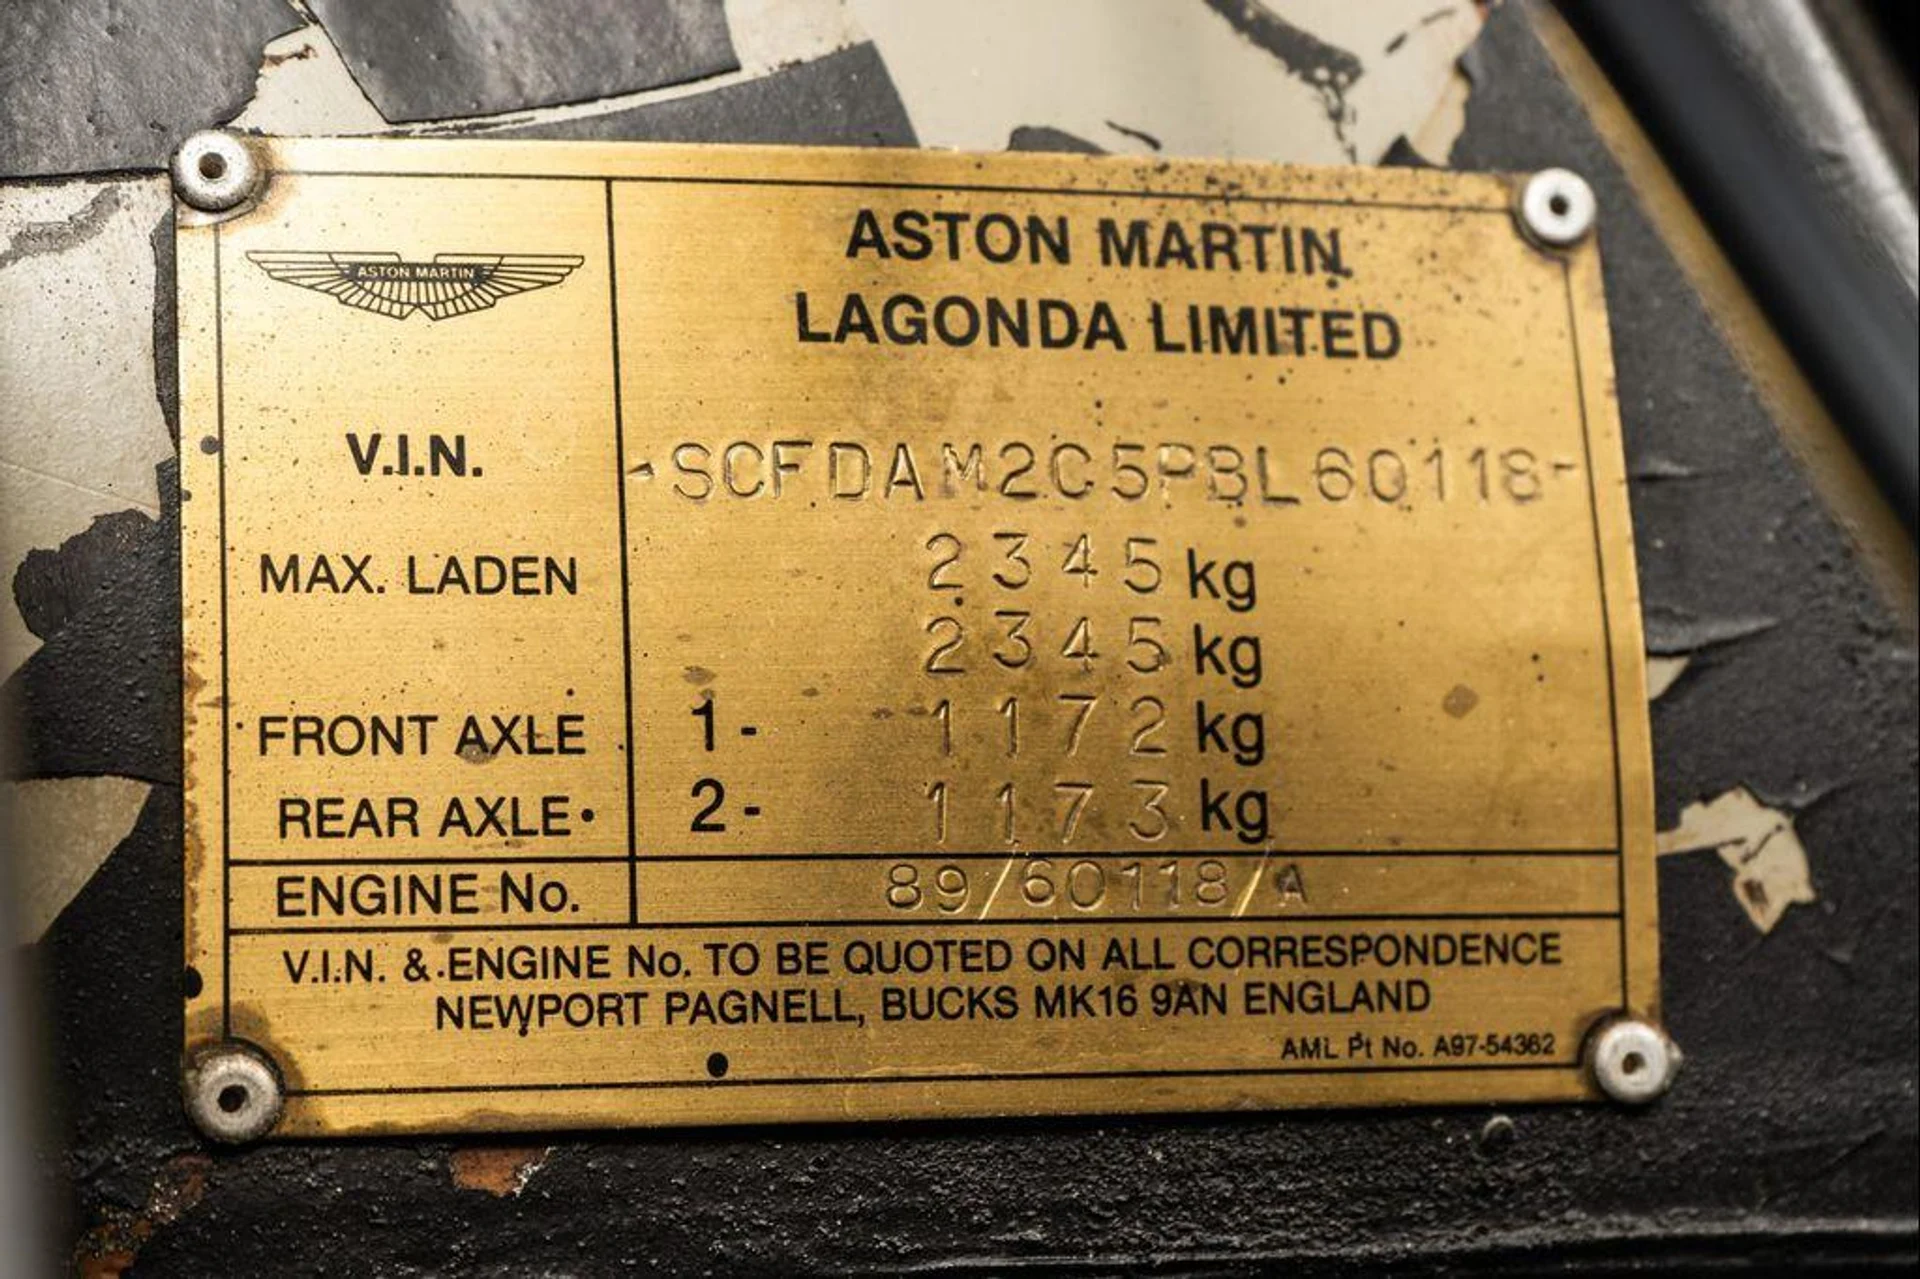 ASTON MARTIN
ASTON MARTIN
LAGONDA LIMITED
V.I.N. -SCFDAM2C5PBL60118-
MAX. LADEN 2345 kg
2345 kg
FRONT AXLE 1- 1172 kg
REAR AXLE 2- 1173 kg
ENGINE No. 89/60118/A
V.I.N. & ENGINE No. TO BE QUOTED ON ALL CORRESPONDENCE
NEWPORT PAGNELL, BUCKS MK16 9AN ENGLAND
AML Pt No. A97-54362